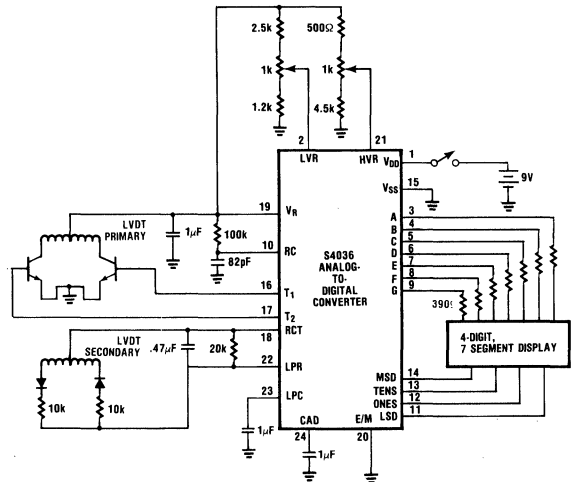 2.5k
500Ω
1k
1k
1.2k
4.5k
2
21
LVR
HVR
V_DD
1
9V
V_SS
15
LVDT
PRIMARY
1µF
19
V_R
100k
10
RC
82pF
16
T_1
17
T_2
RCT
18
LVDT
SECONDARY
.47µF
20k
22
LPR
10k
10k
23
LPC
1µF
CAD
24
1µF
E/M
20
S4036
ANALOG-
TO-
DIGITAL
CONVERTER
A
3
B
4
C
5
D
6
E
7
F
8
G
9
390Ω
4-DIGIT,
7 SEGMENT DISPLAY
MSD
14
TENS
13
ONES
12
LSD
11